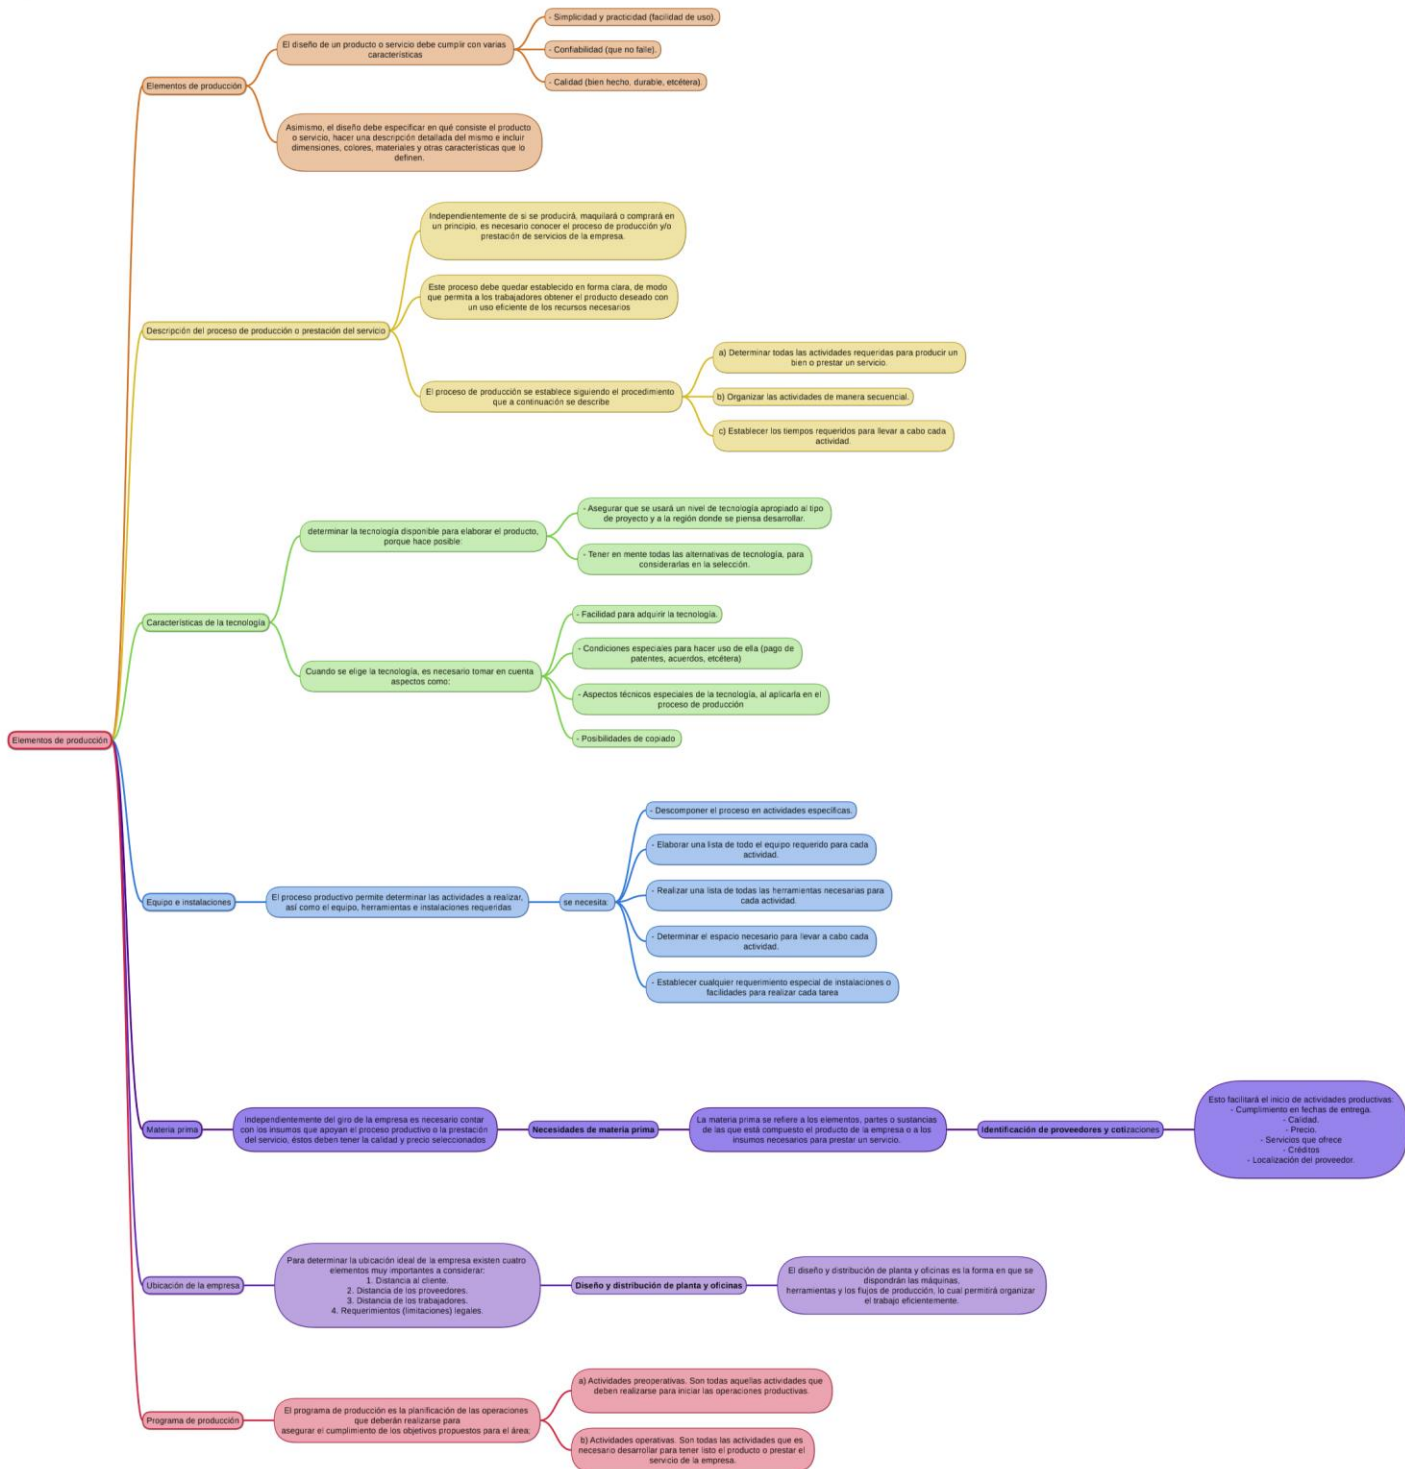 Elementos de producción
Elementos de producción
El diseño de un producto o servicio debe cumplir con varias
características
- Simplicidad y practicidad (facilidad de uso).
- Confiabilidad (que no falle).
- Calidad (bien hecho, durable, etcétera).
Asimismo, el diseño debe especificar en qué consiste el producto
o servicio, hacer una descripción detallada del mismo e incluir
dimensiones, colores, materiales y otras características que lo
definen.
Descripción del proceso de producción o prestación del servicio
Independientemente de si se producirá, maquilará o comprará en
un principio, es necesario conocer el proceso de producción y/o
prestación de servicios de la empresa.
Este proceso debe quedar establecido en forma clara, de modo
que permita a los trabajadores obtener el producto deseado con
un uso eficiente de los recursos necesarios
El proceso de producción se establece siguiendo el procedimiento
que a continuación se describe
a) Determinar todas las actividades requeridas para producir un
bien o prestar un servicio.
b) Organizar las actividades de manera secuencial.
c) Establecer los tiempos requeridos para llevar a cabo cada
actividad.
Características de la tecnología
determinar la tecnología disponible para elaborar el producto,
porque hace posible:
- Asegurar que se usará un nivel de tecnología apropiado al tipo
de proyecto y a la región donde se piensa desarrollar.
- Tener en mente todas las alternativas de tecnología, para
considerarlas en la selección.
Cuando se elige la tecnología, es necesario tomar en cuenta
aspectos como:
- Facilidad para adquirir la tecnología.
- Condiciones especiales para hacer uso de ella (pago de
patentes, acuerdos, etcétera)
- Aspectos técnicos especiales de la tecnología, al aplicarla en el
proceso de producción
- Posibilidades de copiado
Equipo e instalaciones
El proceso productivo permite determinar las actividades a realizar,
así como el equipo, herramientas e instalaciones requeridas
se necesita:
- Descomponer el proceso en actividades específicas.
- Elaborar una lista de todo el equipo requerido para cada
actividad.
- Realizar una lista de todas las herramientas necesarias para
cada actividad.
- Determinar el espacio necesario para llevar a cabo cada
actividad.
- Establecer cualquier requerimiento especial de instalaciones o
facilidades para realizar cada tarea
Materia prima
Independientemente del giro de la empresa es necesario contar
con los insumos que apoyan el proceso productivo o la prestación
del servicio, éstos deben tener la calidad y precio seleccionados
Necesidades de materia prima
La materia prima se refiere a los elementos, partes o sustancias
de las que está compuesto el producto de la empresa o a los
insumos necesarios para prestar un servicio.
Identificación de proveedores y cotizaciones
Esto facilitará el inicio de actividades productivas:
- Cumplimiento en fechas de entrega.
- Calidad.
- Precio.
- Servicios que ofrece
- Créditos
- Localización del proveedor.
Ubicación de la empresa
Para determinar la ubicación ideal de la empresa existen cuatro
elementos muy importantes a considerar:
1. Distancia al cliente.
2. Distancia de los proveedores.
3. Distancia de los trabajadores.
4. Requerimientos (limitaciones) legales.
Diseño y distribución de planta y oficinas
El diseño y distribución de planta y oficinas es la forma en que se
dispondrán las máquinas,
herramientas y los flujos de producción, lo cual permitirá organizar
el trabajo eficientemente.
Programa de producción
El programa de producción es la planificación de las operaciones
que deberán realizarse para
asegurar el cumplimiento de los objetivos propuestos para el área;
a) Actividades preoperativas. Son todas aquellas actividades que
deben realizarse para iniciar las operaciones productivas.
b) Actividades operativas. Son todas las actividades que es
necesario desarrollar para tener listo el producto o prestar el
servicio de la empresa.